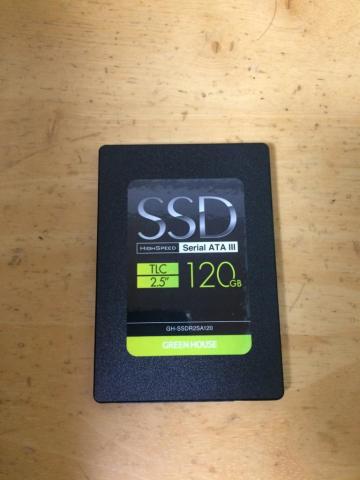 SSD
HIGHSPEED Serial ATA III
TLC
2.5"
120GB
GH-SSDR2SA120
GREEN HOUSE